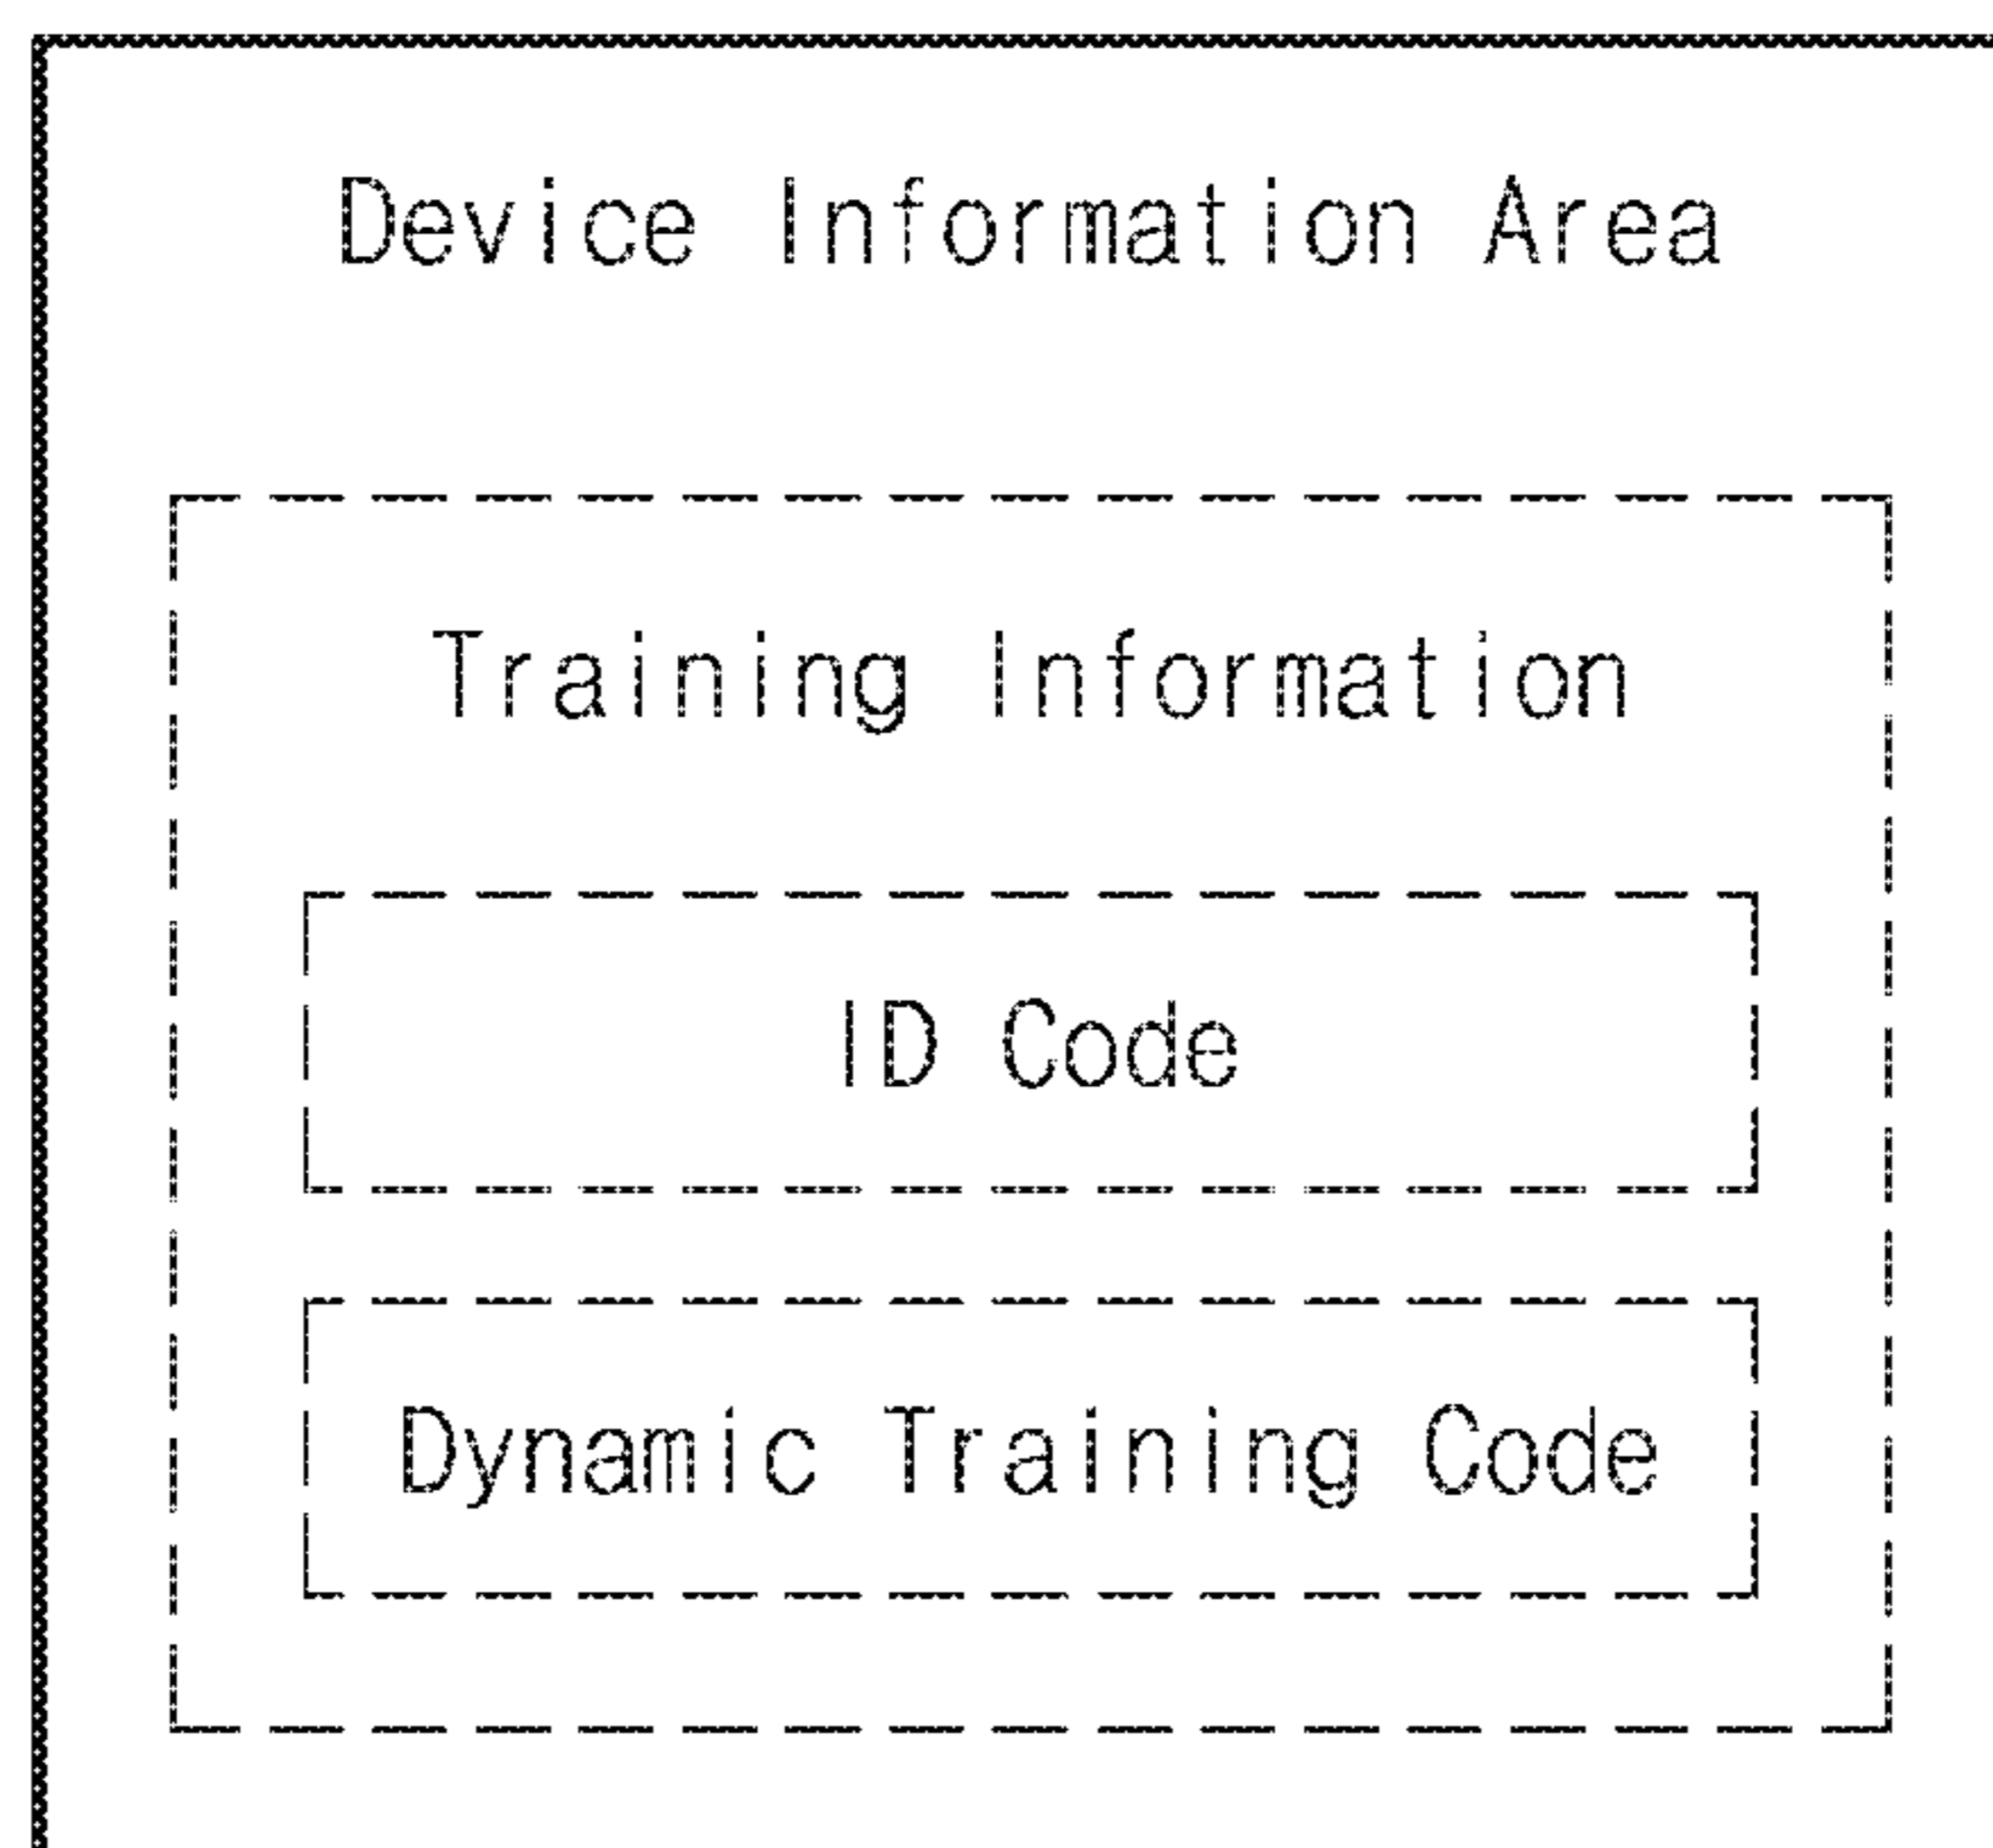 Device Information Area
Training Information
ID Code
Dynamic Training Code